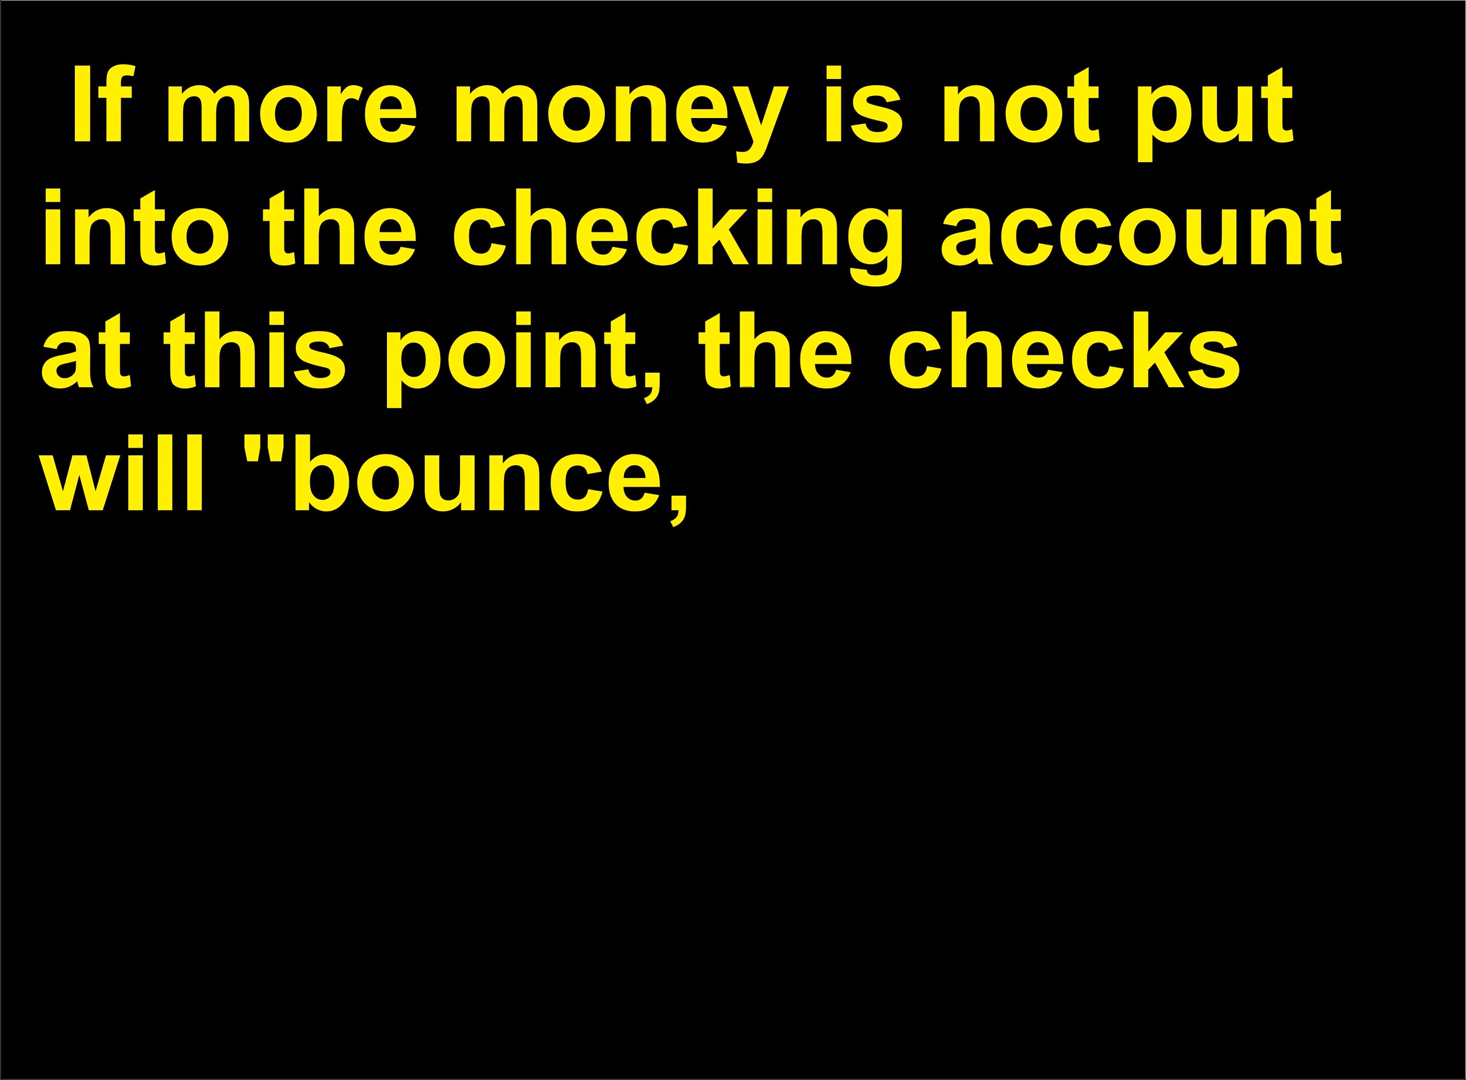 If more money is not put
into the checking account
at this point, the checks
will "bounce,